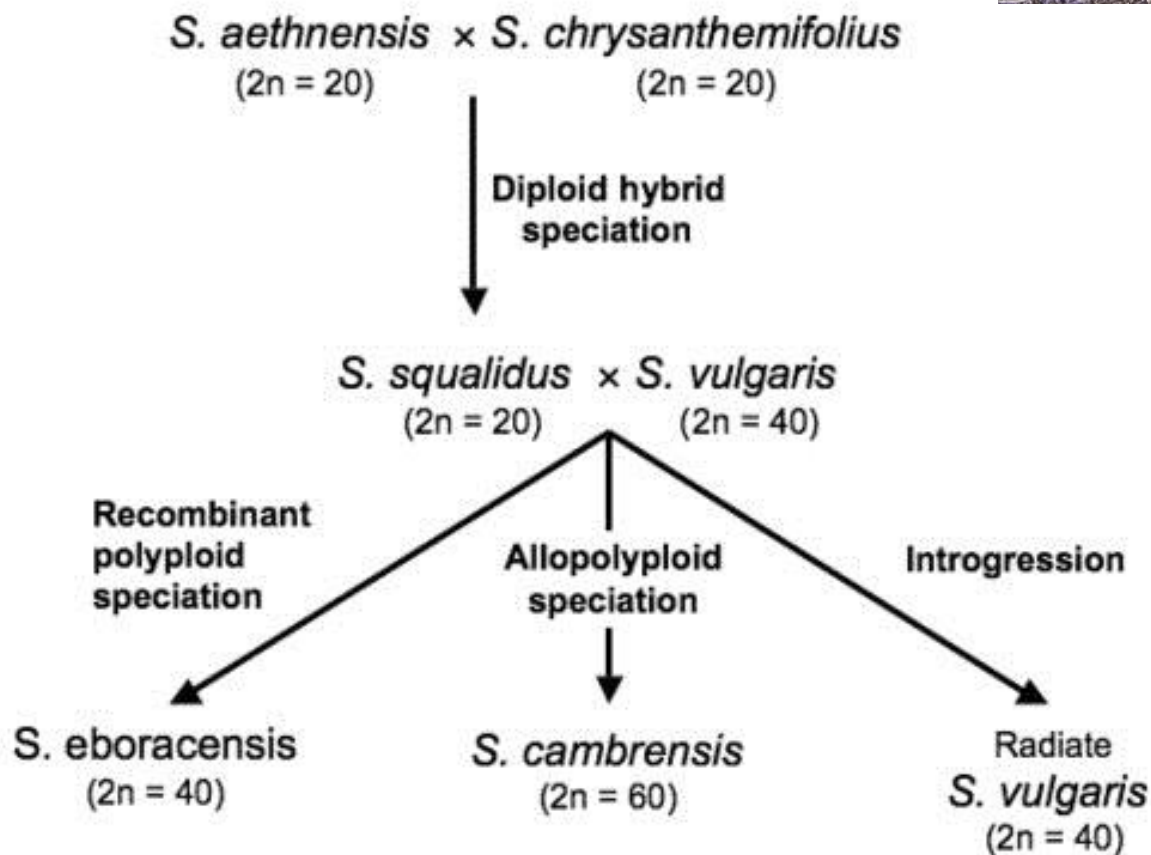 S. aethnensis × S. chrysanthemifolius
(2n = 20) (2n = 20)
Diploid hybrid
speciation
S. squalidus × S. vulgaris
(2n = 20) (2n = 40)
Recombinant
polyploid
speciation
Allopolyploid
speciation
Introgression
S. eboracensis
(2n = 40)
S. cambrensis
(2n = 60)
Radiate
S. vulgaris
(2n = 40)